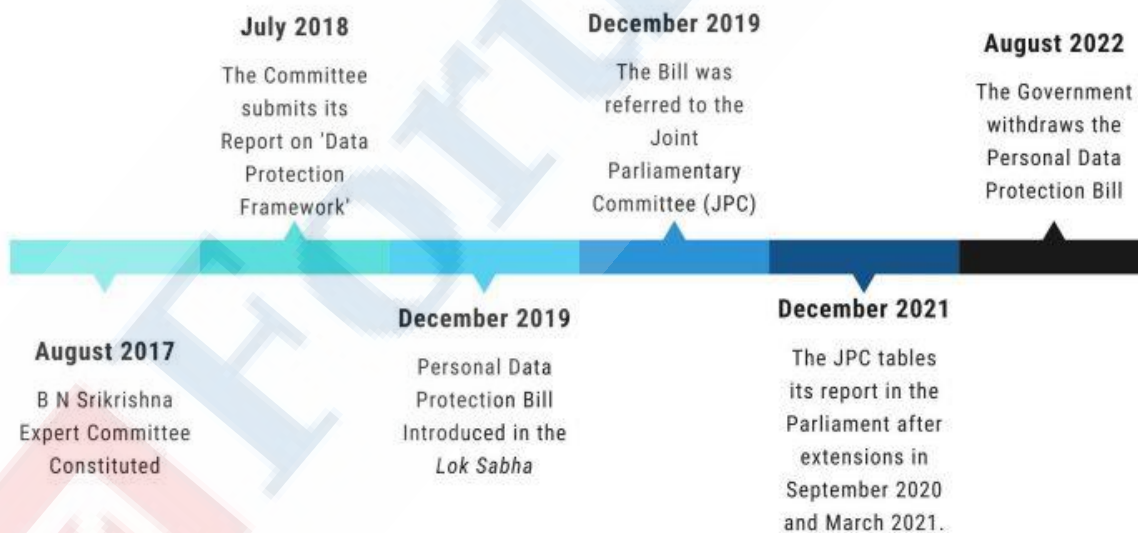 July 2018
The Committee
submits its
Report on 'Data
Protection
Framework'
December 2019
The Bill was
referred to the
Joint
Parliamentary
Committee (JPC)
August 2022
The Government
withdraws the
Personal Data
Protection Bill
August 2017
B N Srikrishna
Expert Committee
Constituted
December 2019
Personal Data
Protection Bill
Introduced in the
Lok Sabha
December 2021
The JPC tables
its report in the
Parliament after
extensions in
September 2020
and March 2021.